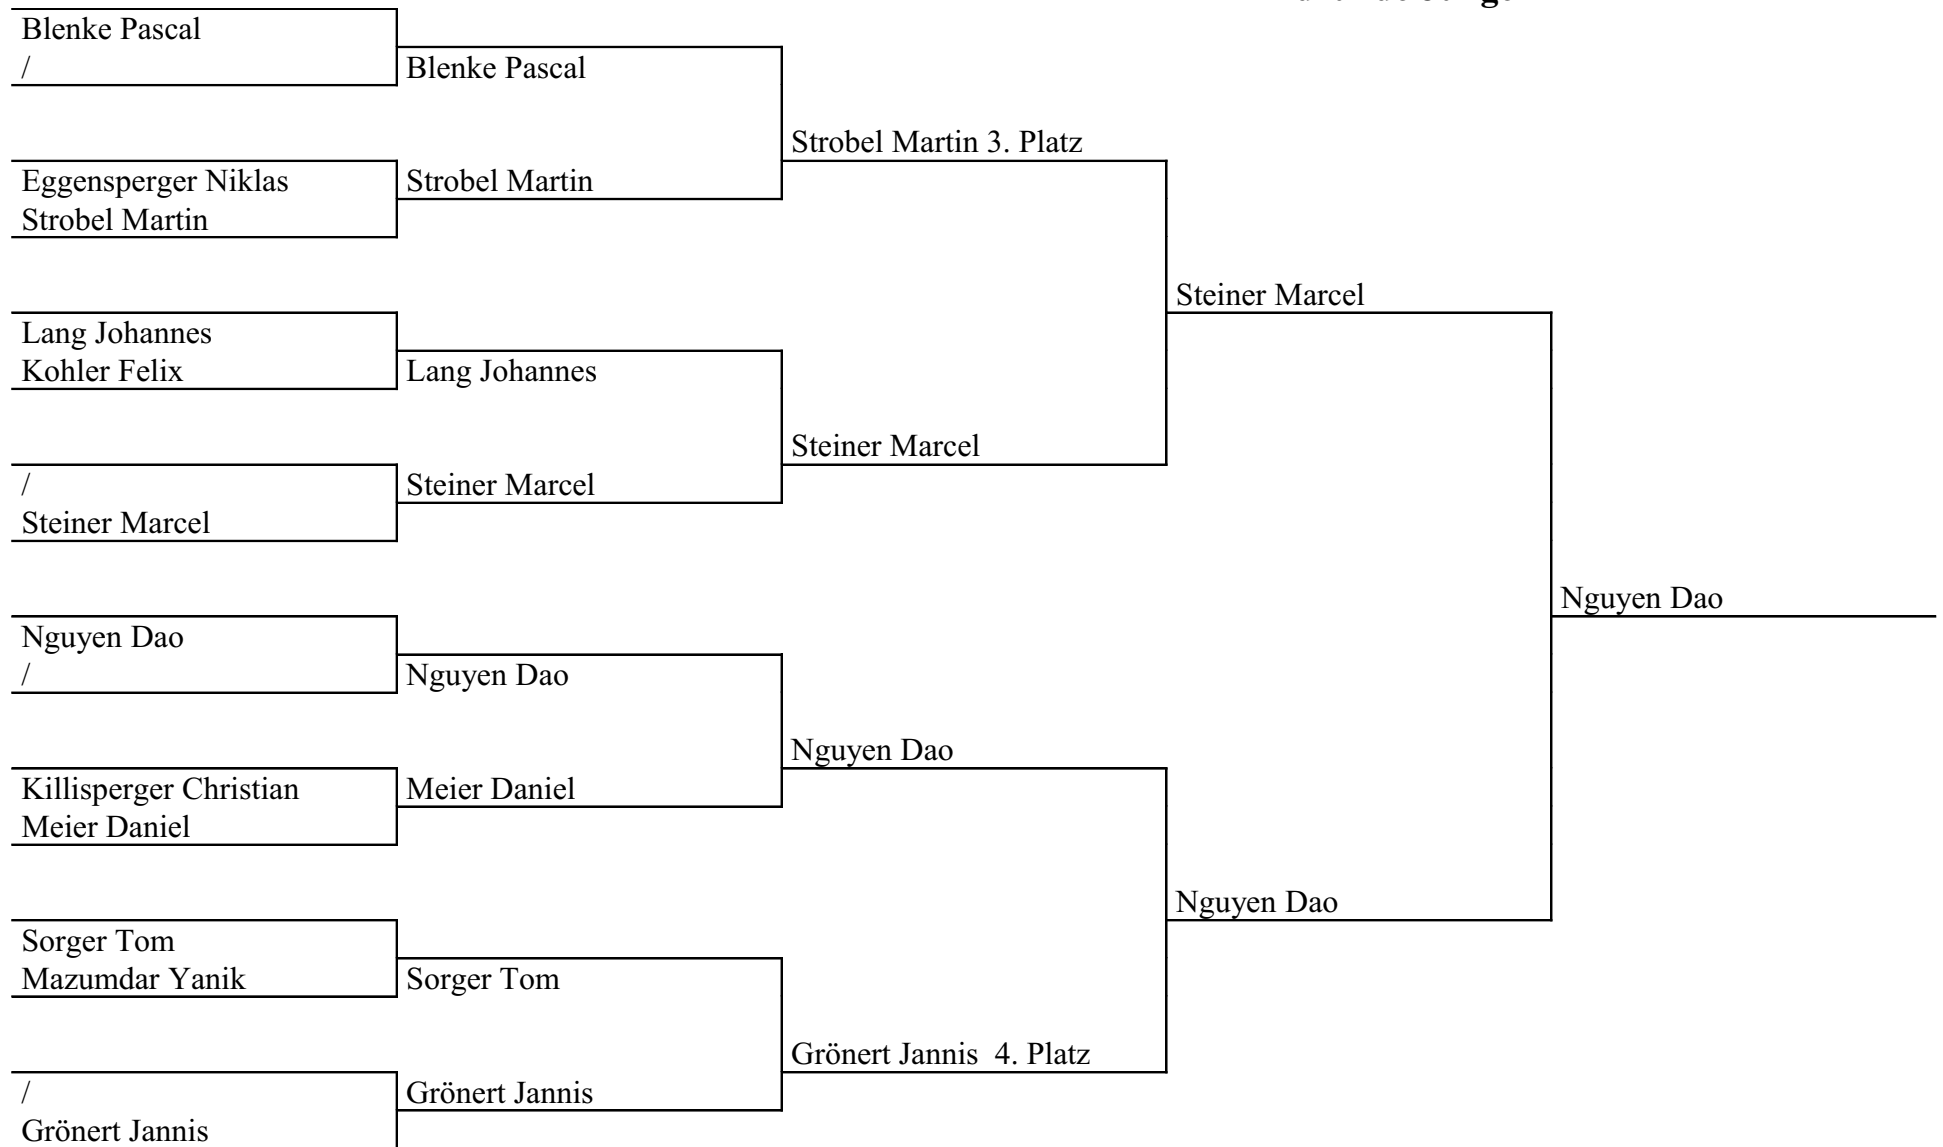 Blenke Pascal
/
Blenke Pascal
Strobel Martin 3. Platz
Eggensperger Niklas
Strobel Martin
Strobel Martin
Steiner Marcel
Lang Johannes
Kohler Felix
Lang Johannes
Steiner Marcel
/
Steiner Marcel
Steiner Marcel
Nguyen Dao
Nguyen Dao
/
Nguyen Dao
Nguyen Dao
Killisperger Christian
Meier Daniel
Meier Daniel
Nguyen Dao
Sorger Tom
Mazumdar Yanik
Sorger Tom
Grönert Jannis  4. Platz
/
Grönert Jannis
Grönert Jannis